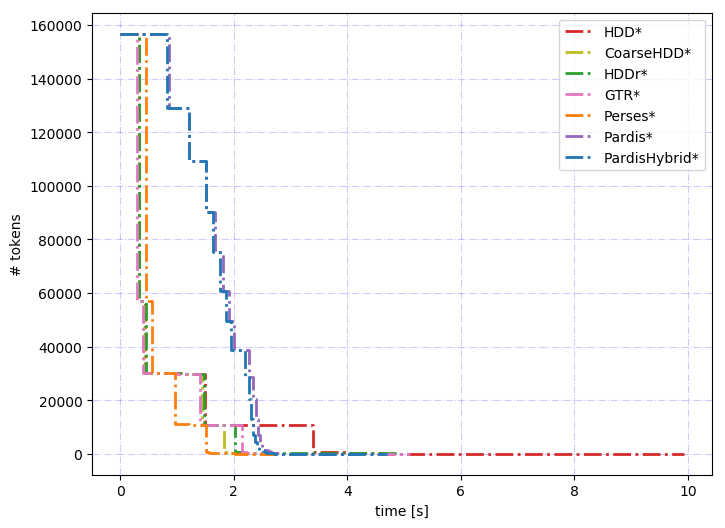 160000
140000
120000
100000
80000
60000
40000
20000
0
# tokens
0 2 4 6 8 10
time [s]
HDD*
CoarseHDD*
HDDr*
GTR*
Perses*
Pardis*
PardisHybrid*